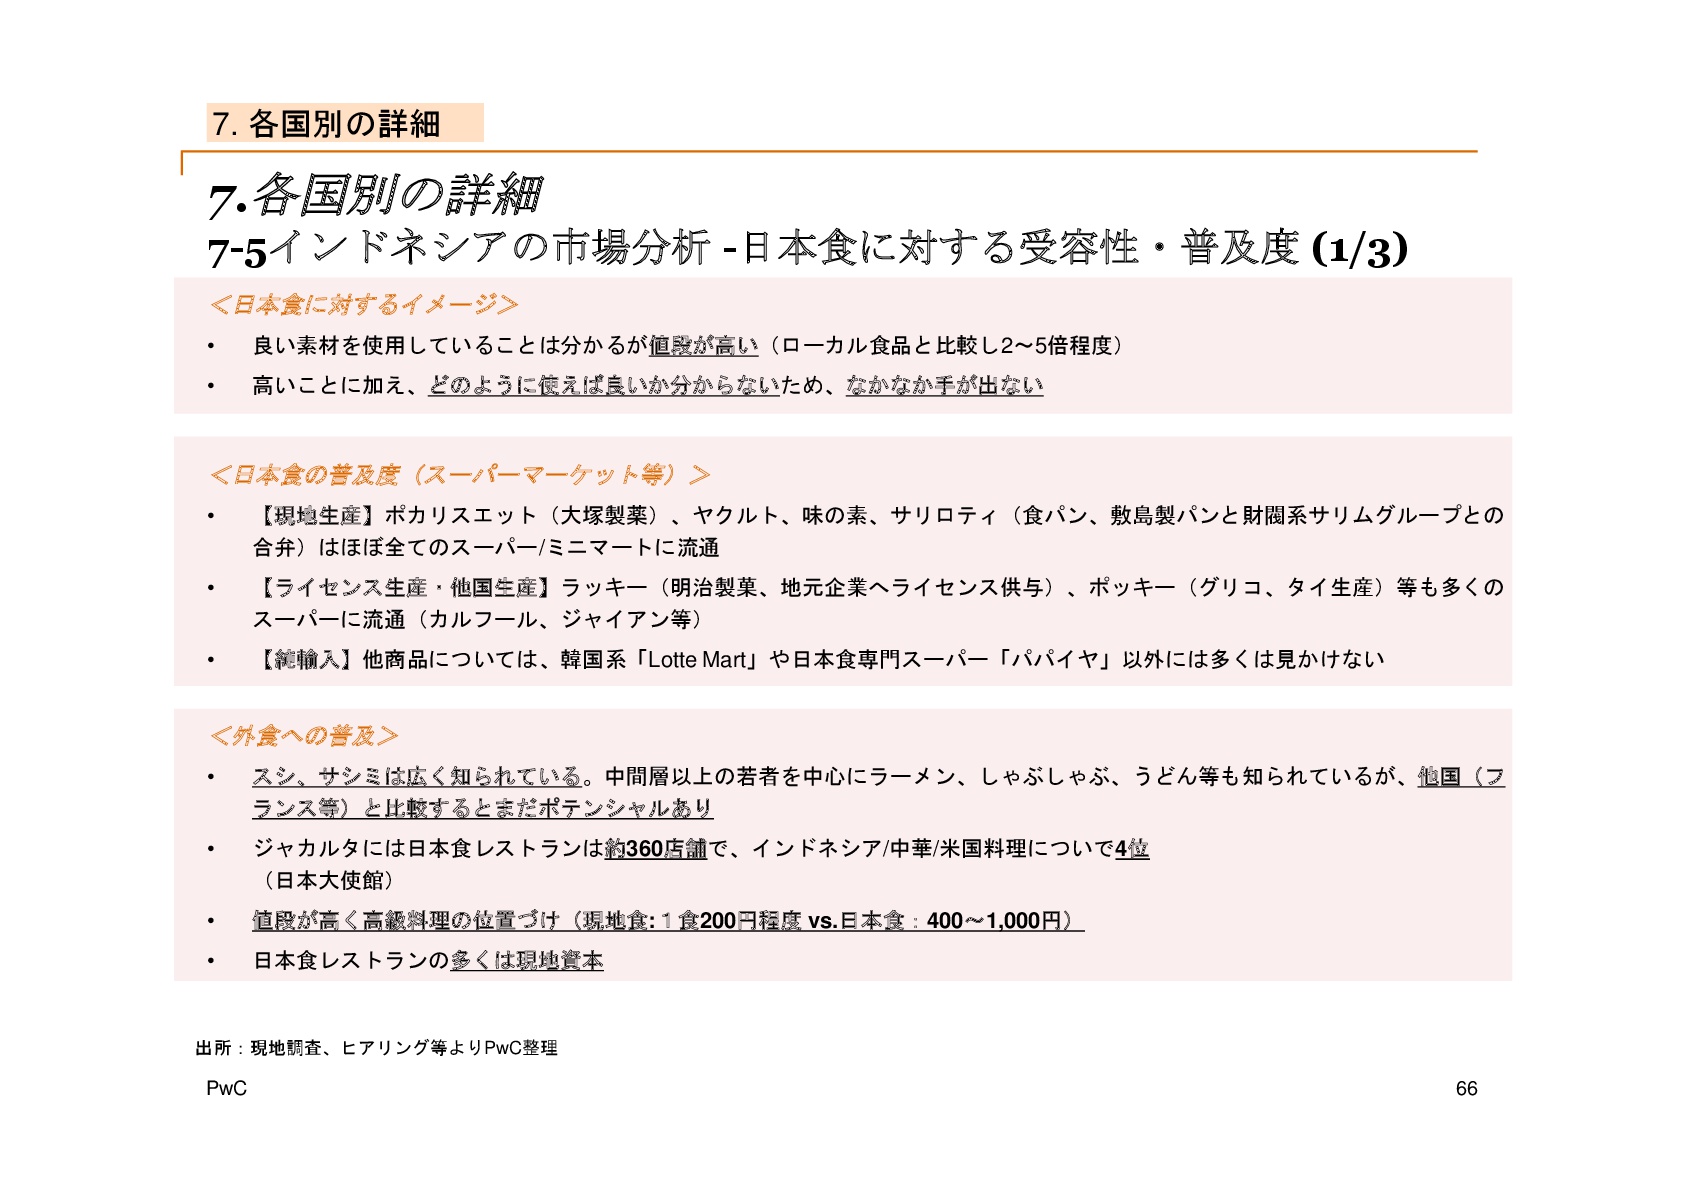 7. 各国別の詳細
7.各国別の詳細
7-5インドネシアの市場分析 -日本食に対する受容性・普及度 (1/3)
＜日本食に対するイメージ＞
• 良い素材を使用していることは分かるが値段が高い（ローカル食品と比較し2～5倍程度）
• 高いことに加え、どのように使えば良いか分からないため、なかなか手が出ない
＜日本食の普及度（スーパーマーケット等）＞
• 【現地生産】ポカリスエット（大塚製薬）、ヤクルト、味の素、サリロティ（食パン、敷島製パンと財閥系サリムグループとの
合弁）はほぼ全てのスーパー/ミニマートに流通
• 【ライセンス生産・他国生産】ラッキー（明治製菓、地元企業へライセンス供与）、ポッキー（グリコ、タイ生産）等も多くの
スーパーに流通（カルフール、ジャイアン等）
• 【純輸入】他商品については、韓国系「Lotte Mart」や日本食専門スーパー「パパイヤ」以外には多くは見かけない
＜外食への普及＞
• スシ、サシミは広く知られている。中間層以上の若者を中心にラーメン、しゃぶしゃぶ、うどん等も知られているが、他国（フ
ランス等）と比較するとまだポテンシャルあり
• ジャカルタには日本食レストランは約360店舗で、インドネシア/中華/米国料理について4位
（日本大使館）
• 値段が高く高級料理の位置づけ（現地食:１食200円程度 vs.日本食：400～1,000円）
• 日本食レストランの多くは現地資本
出所：現地調査、ヒアリング等よりPwC整理
PwC
66